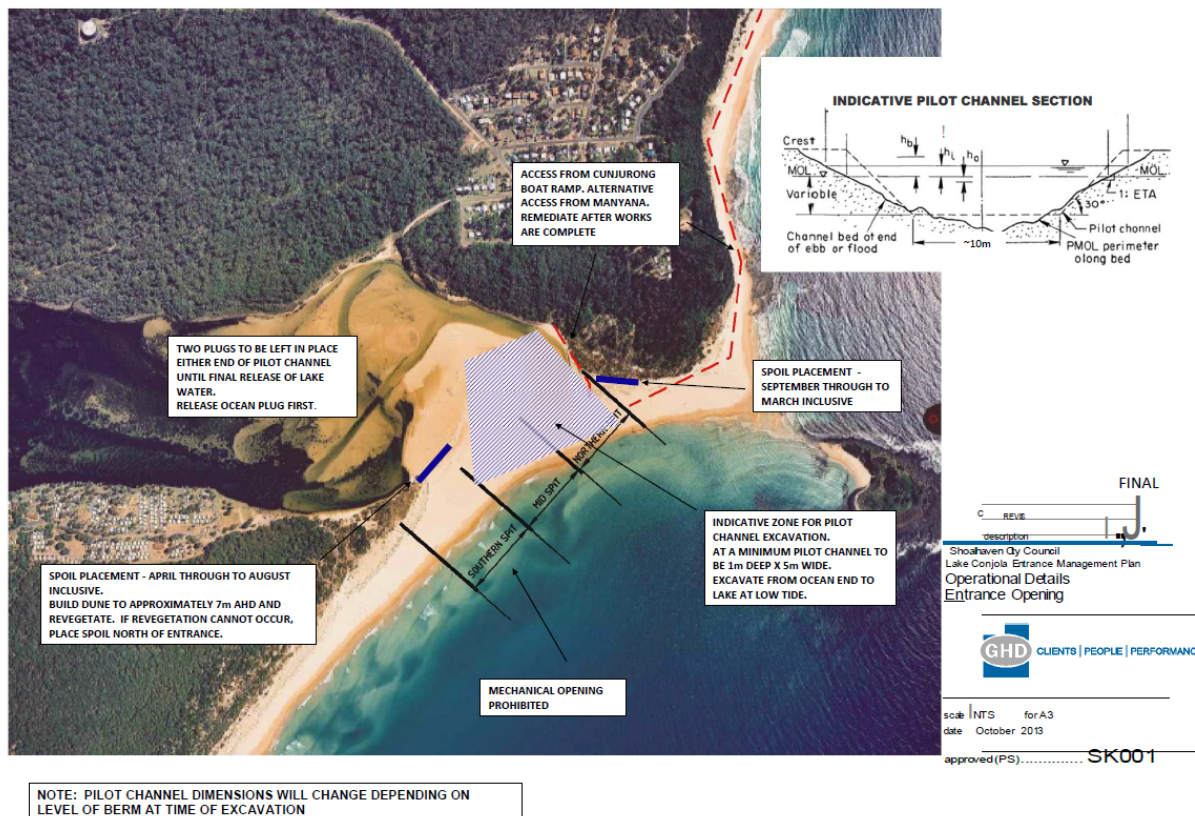 INDICATIVE PILOT CHANNEL SECTION
Crest
MOL
Variable
hb
hi
ho
MOL
1: ETA
30°
Pilot channel
PMOL perimeter
olong bed
Channel bed of end
of ebb or flood
~10m
ACCESS FROM CUNJURONG
BOAT RAMP. ALTERNATIVE
ACCESS FROM MANYANA.
REMEDIATE AFTER WORKS
ARE COMPLETE
TWO PLUGS TO BE LEFT IN PLACE
EITHER END OF PILOT CHANNEL
UNTIL FINAL RELEASE OF LAKE
WATER.
RELEASE OCEAN PLUG FIRST.
SPOIL PLACEMENT -
SEPTEMBER THROUGH TO
MARCH INCLUSIVE
NORTHERN
IT
MID SPIT
SOUTHERN SPIT
INDICATIVE ZONE FOR PILOT
CHANNEL EXCAVATION.
AT A MINIMUM PILOT CHANNEL TO
BE 1m DEEP X 5m WIDE.
EXCAVATE FROM OCEAN END TO
LAKE AT LOW TIDE.
SPOIL PLACEMENT - APRIL THROUGH TO AUGUST
INCLUSIVE.
BUILD DUNE TO APPROXIMATELY 7m AHD AND
REVEGETATE. IF REVEGETATION CANNOT OCCUR,
PLACE SPOIL NORTH OF ENTRANCE.
MECHANICAL OPENING
PROHIBITED
FINAL
C REVIS
description
Shoalhaven City Council
Lake Conjola Entrance Management Plan
Operational Details
Entrance Opening
GHD CLIENTS | PEOPLE | PERFORMANC
scale NTS for A3
date October 2013
approved (PS).............. SK001
NOTE: PILOT CHANNEL DIMENSIONS WILL CHANGE DEPENDING ON
LEVEL OF BERM AT TIME OF EXCAVATION